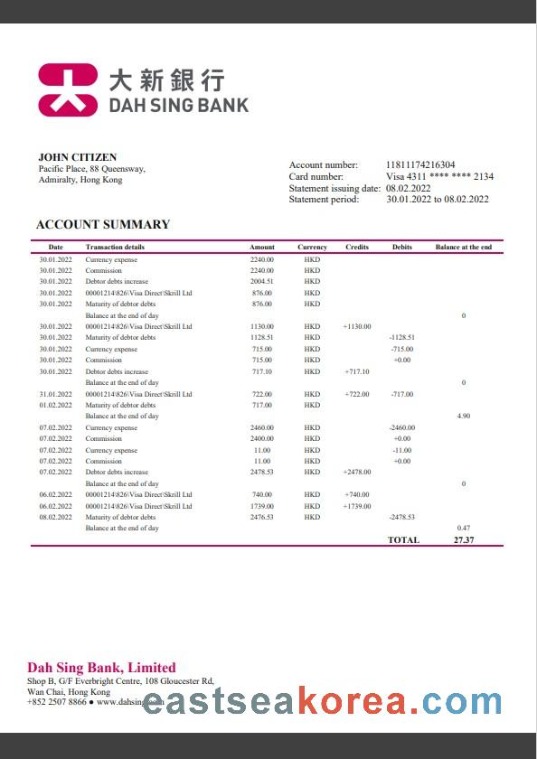 大新銀行
DAH SING BANK
JOHN CITIZEN
Pacific Place, 88 Queensway,
Admiralty, Hong Kong
Account number: 11811174216304
Card number: Visa 4311 **** **** 2134
Statement issuing date: 08.02.2022
Statement period: 30.01.2022 to 08.02.2022
ACCOUNT SUMMARY
Date Transaction details Amount Currency Credits Debits Balance at the end
30.01.2022 Currency expense 2240.00 HKD
30.01.2022 Commission 2240.00 HKD
30.01.2022 Debtor debts increase 2004.51 HKD
30.01.2022 00001214\826\Visa Direct\Skrill Ltd 876.00 HKD
30.01.2022 Maturity of debtor debts 876.00 HKD
Balance at the end of day 0
30.01.2022 00001214\826\Visa Direct\Skrill Ltd 1130.00 HKD +1130.00
30.01.2022 Maturity of debtor debts 1128.51 HKD -1128.51
30.01.2022 Currency expense 715.00 HKD -715.00
30.01.2022 Commission 715.00 HKD +0.00
30.01.2022 Debtor debts increase 717.10 HKD +717.10
Balance at the end of day 0
31.01.2022 00001214\826\Visa Direct\Skrill Ltd 722.00 HKD +722.00 -717.00
01.02.2022 Maturity of debtor debts 717.00 HKD
Balance at the end of day 4.90
07.02.2022 Currency expense 2460.00 HKD -2460.00
07.02.2022 Commission 2400.00 HKD +0.00
07.02.2022 Currency expense 11.00 HKD -11.00
07.02.2022 Commission 11.00 HKD +0.00
07.02.2022 Debtor debts increase 2478.53 HKD +2478.00
Balance at the end of day 0
06.02.2022 00001214\826\Visa Direct\Skrill Ltd 740.00 HKD +740.00
06.02.2022 00001214\826\Visa Direct\Skrill Ltd 1739.00 HKD +1739.00
08.02.2022 Maturity of debtor debts 2476.53 HKD -2478.53
Balance at the end of day 0.47
TOTAL 27.37
Dah Sing Bank, Limited
Shop B, G/F Everbright Centre, 108 Gloucester Rd,
Wan Chai, Hong Kong
+852 2507 8866 ● www.dahsing
eastseakorea.com